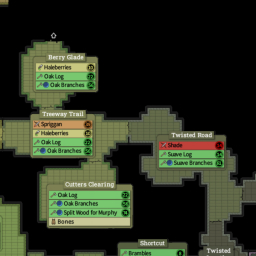 Berry Glade
Haleberries
Oak Log
Oak Branches
Treeway Trail
Spriggan
Haleberries
Oak Log
Oak Branches
Twisted Road
Shade
Suave Log
Suave Branches
Cutters Clearing
Oak Log
Oak Branches
Split Wood for Murphy
Bones
Shortcut
Brambles
Twisted